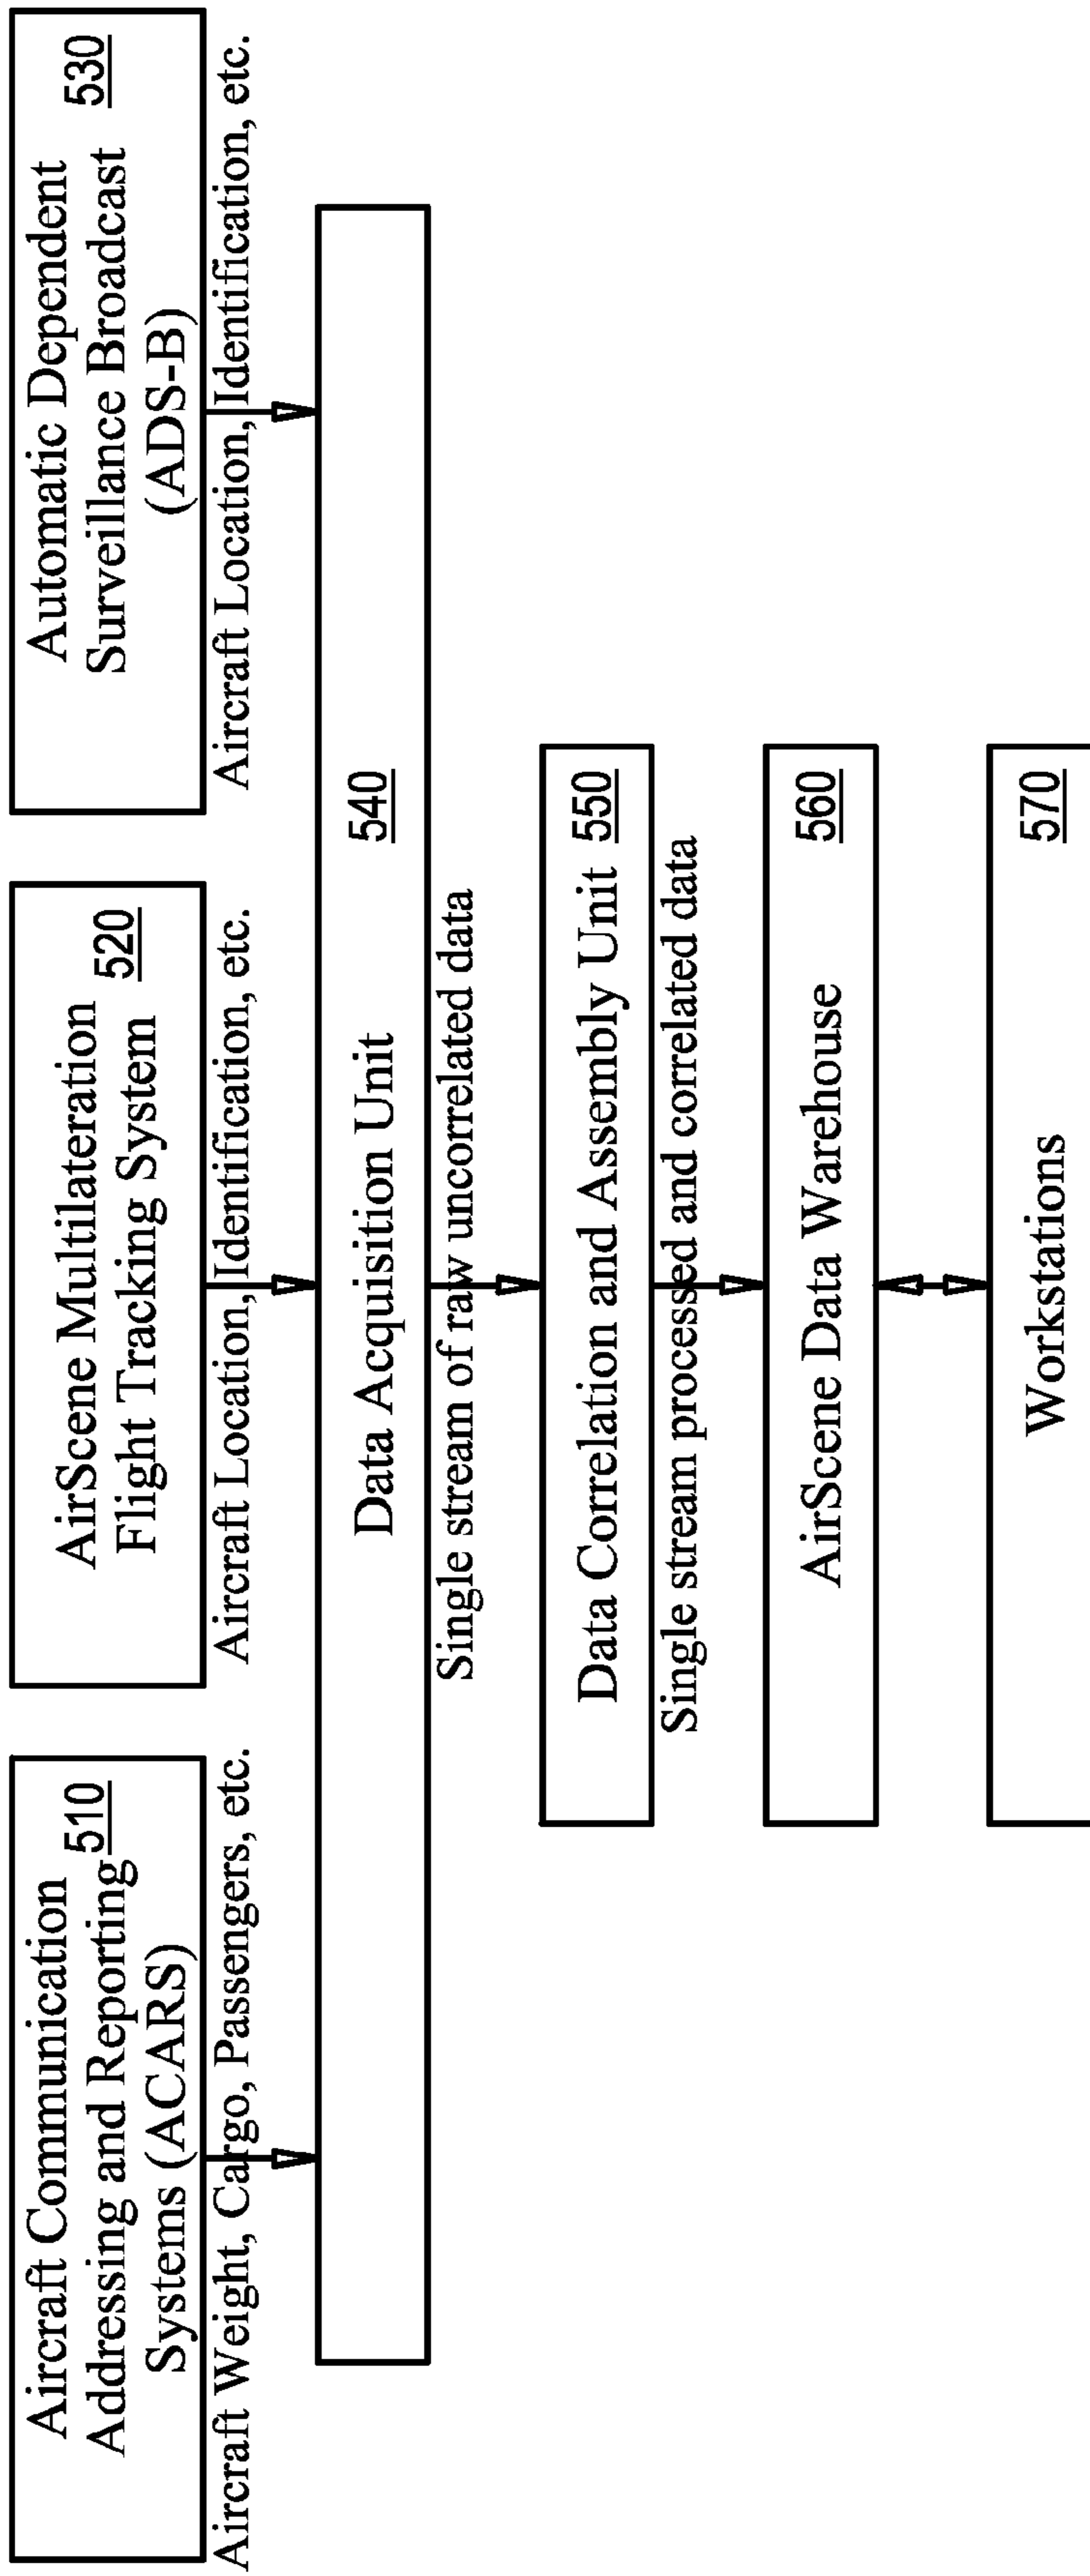 Aircraft Communication
Addressing and Reporting
Systems (ACARS)
510
AirScene Multilateration
Flight Tracking System
520
Automatic Dependent
Surveillance Broadcast
(ADS-B)
530
Aircraft Weight, Cargo, Passengers, etc.
Aircraft Location, Identification, etc.
Aircraft Location, Identification, etc.
Data Acquisition Unit 540
Single stream of raw uncorrelated data
Data Correlation and Assembly Unit 550
Single stream processed and correlated data
AirScene Data Warehouse 560
Workstations 570